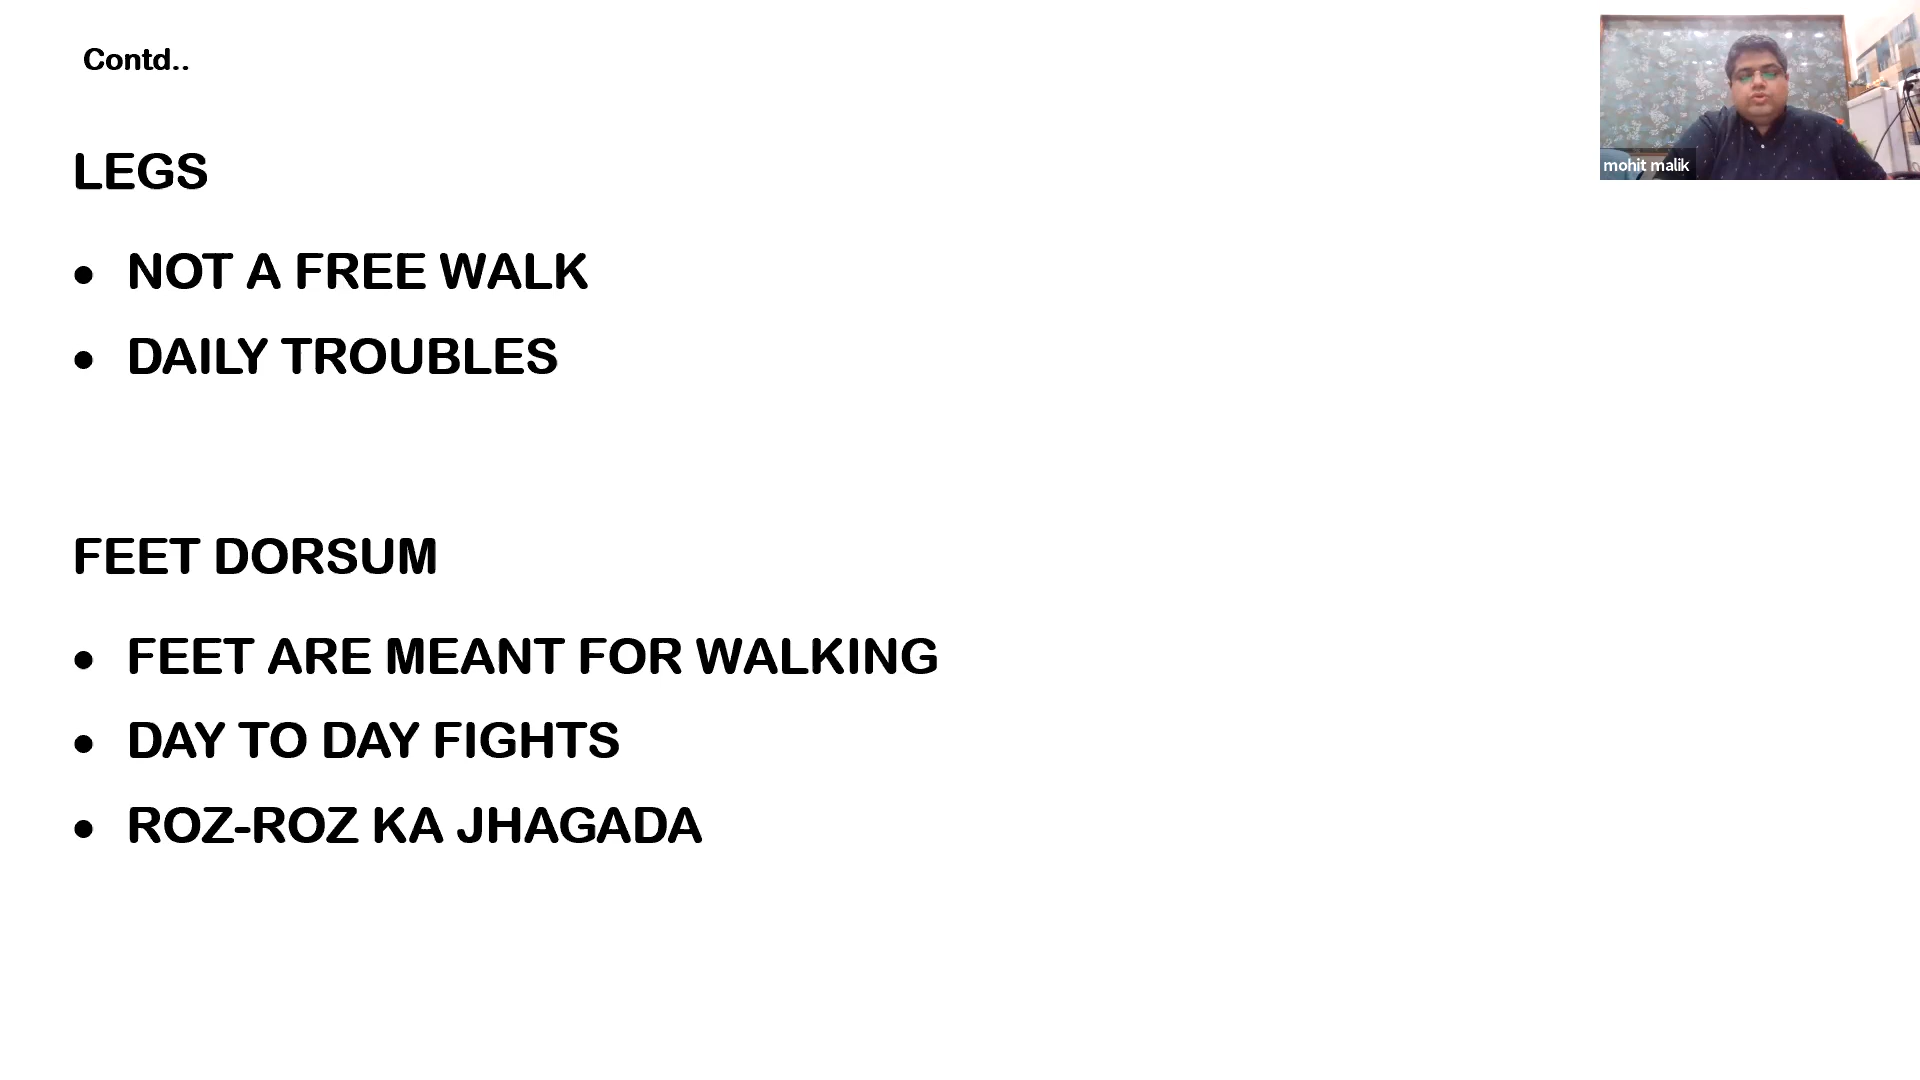 Contd..
mohit malik
LEGS
• NOT A FREE WALK
• DAILY TROUBLES
FEET DORSUM
• FEET ARE MEANT FOR WALKING
• DAY TO DAY FIGHTS
• ROZ-ROZ KA JHAGADA